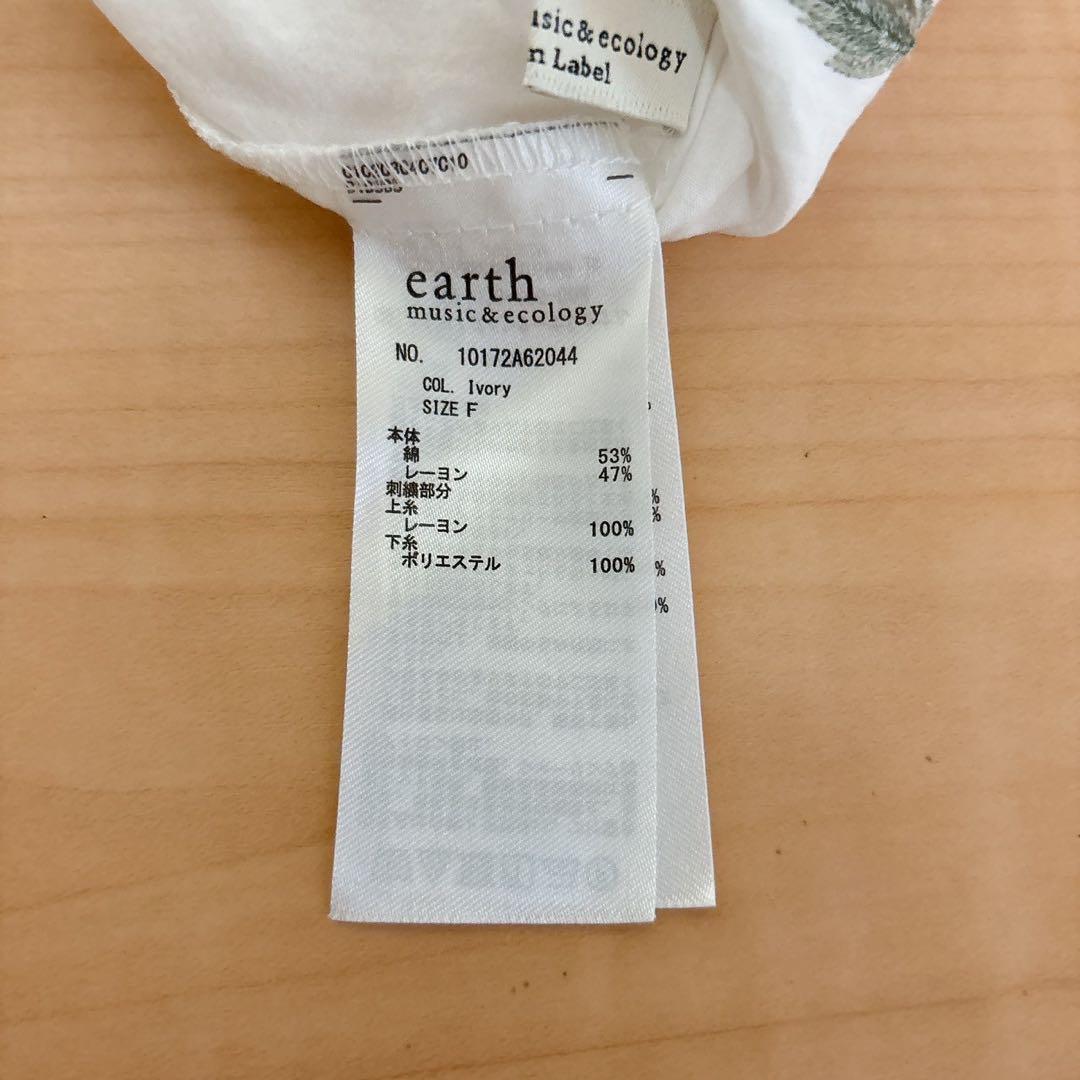 usic & ecology
Label
earth
music & ecology
NO. 10172A62044
COL. Ivory
SIZE F
本体
綿 53%
レーヨン 47%
刺繍部分
上糸
レーヨン 100%
下糸
ポリエステル 100%